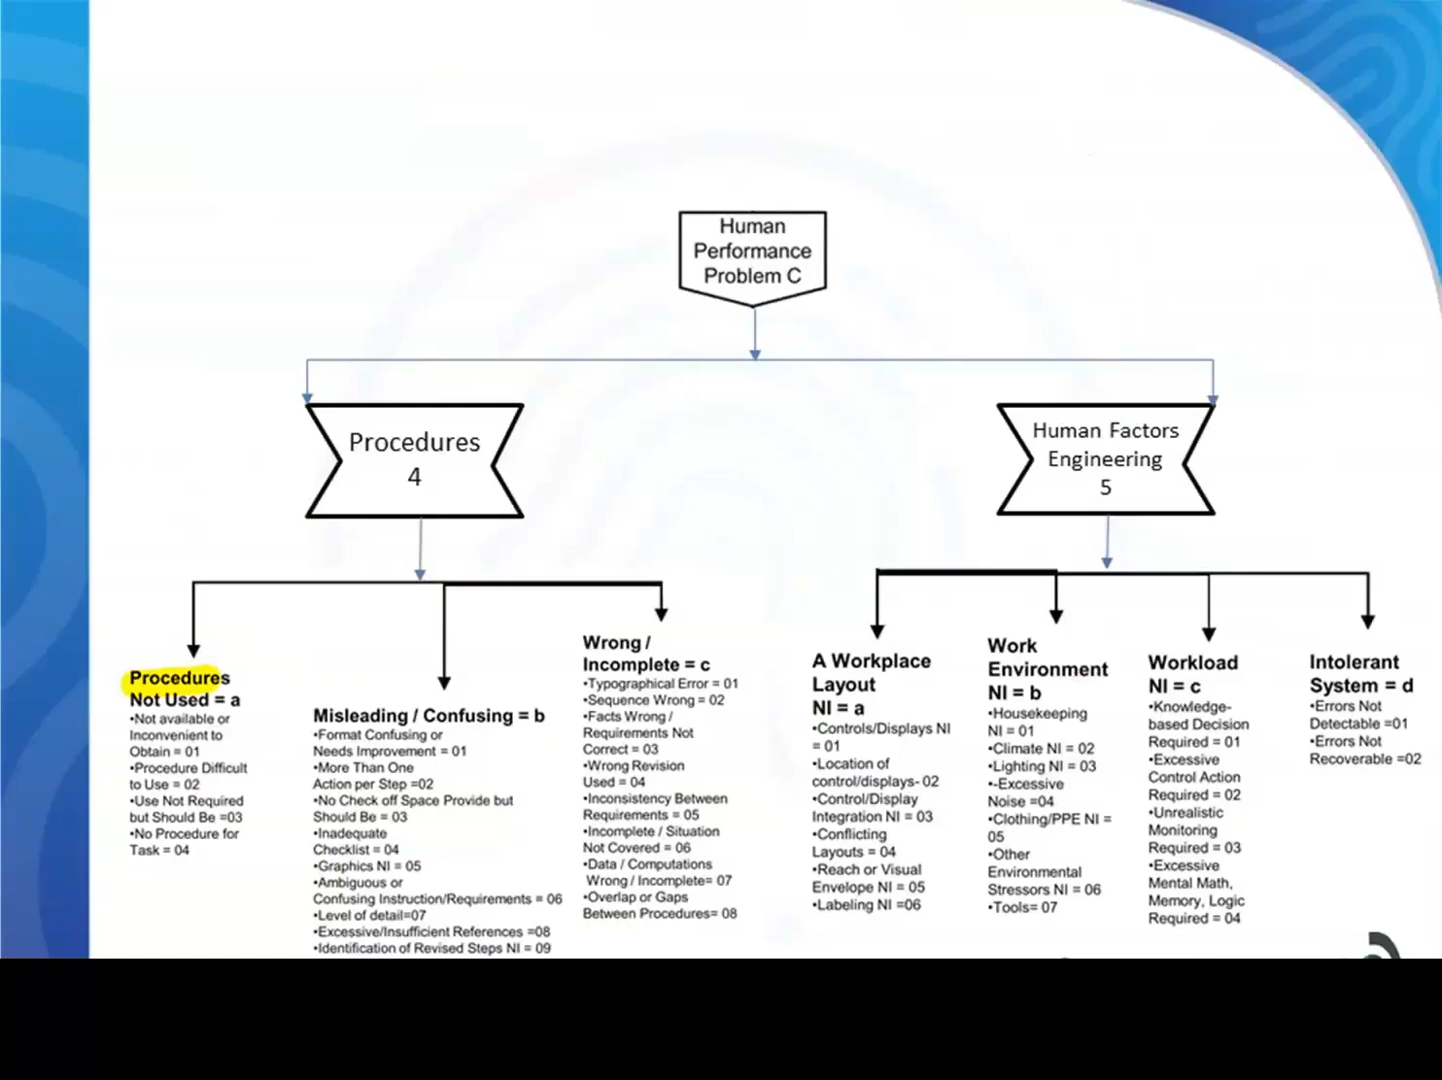 Human
Performance
Problem C
Procedures
4
Human Factors
Engineering
5
Procedures
Not Used = a
•Not available or
Inconvenient to
Obtain = 01
•Procedure Difficult
to Use = 02
•Use Not Required
but Should Be =03
•No Procedure for
Task = 04
Misleading / Confusing = b
•Format Confusing or
Needs Improvement = 01
•More Than One
Action per Step =02
•No Check off Space Provide but
Should Be = 03
•Inadequate
Checklist = 04
•Graphics NI = 05
•Ambiguous or
Confusing Instruction/Requirements = 06
•Level of detail=07
•Excessive/Insufficient References =08
•Identification of Revised Steps NI = 09
Wrong /
Incomplete = c
•Typographical Error = 01
•Sequence Wrong = 02
•Facts Wrong /
Requirements Not
Correct = 03
•Wrong Revision
Used = 04
•Inconsistency Between
Requirements = 05
•Incomplete / Situation
Not Covered = 06
•Data / Computations
Wrong / Incomplete= 07
•Overlap or Gaps
Between Procedures= 08
A Workplace
Layout
NI = a
•Controls/Displays NI
= 01
•Location of
control/displays- 02
•Control/Display
Integration NI = 03
•Conflicting
Layouts = 04
•Reach or Visual
Envelope NI = 05
•Labeling NI =06
Work
Environment
NI = b
•Housekeeping
NI = 01
•Climate NI = 02
•Lighting NI = 03
•-Excessive
Noise =04
•Clothing/PPE NI =
05
•Other
Environmental
Stressors NI = 06
•Tools= 07
Workload
NI = c
•Knowledge-
based Decision
Required = 01
•Excessive
Control Action
Required = 02
•Unrealistic
Monitoring
Required = 03
•Excessive
Mental Math,
Memory, Logic
Required = 04
Intolerant
System = d
•Errors Not
Detectable =01
•Errors Not
Recoverable =02